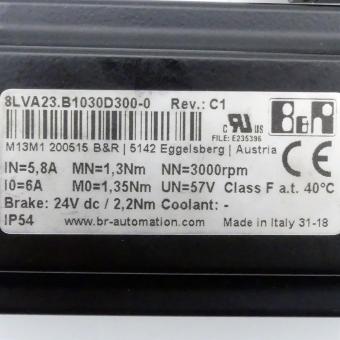 8LVA23.B1030D300-0 Rev.: C1
B&R
c RU US
FILE: E235396
M13M1 200515 B&R | 5142 Eggelsberg | Austria
IN=5,8A MN=1,3Nm NN=3000rpm
I0=6A M0=1,35Nm UN=57V Class F a.t. 40°C
Brake: 24V dc / 2,2Nm Coolant: -
IP54 www.br-automation.com Made in Italy 31-18